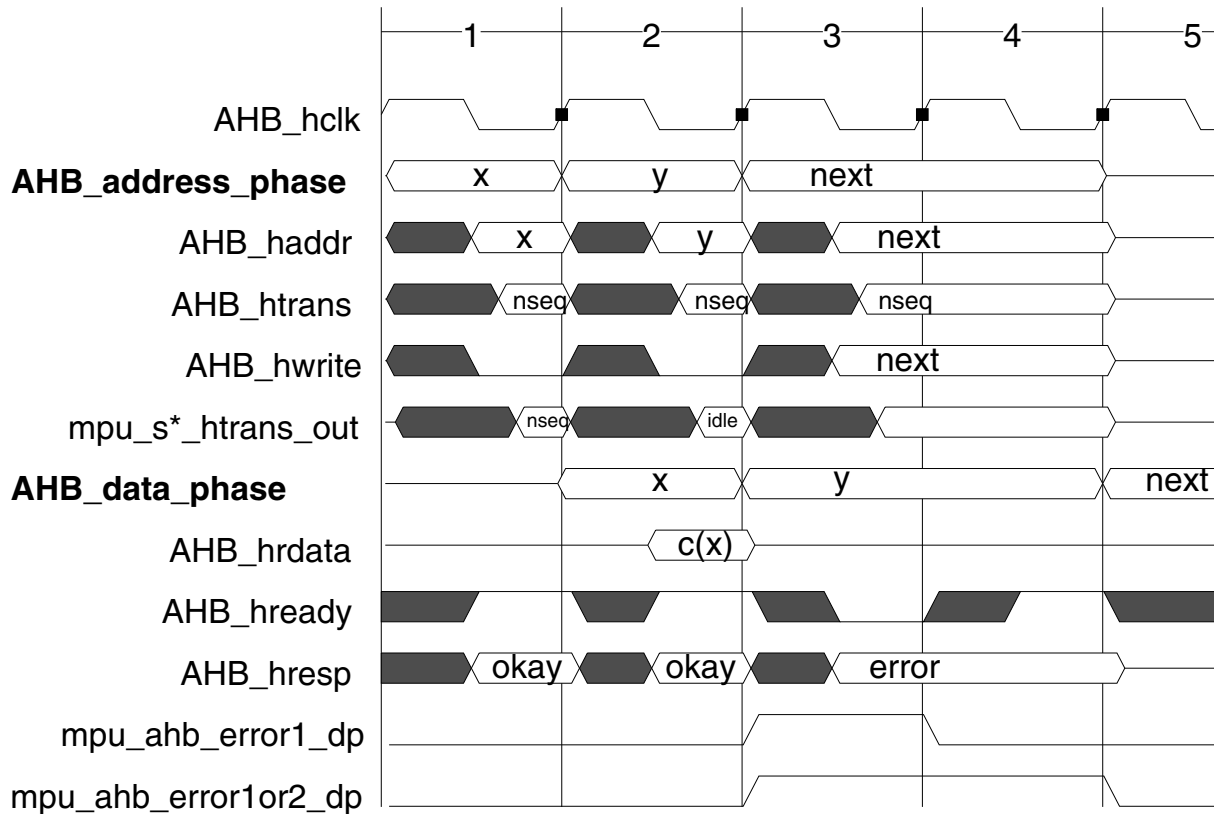 1 2 3 4 5
AHB_hclk
AHB_address_phase x y next
AHB_haddr x y next
AHB_htrans nseq nseq nseq
AHB_hwrite next
mpu_s*_htrans_out nseq idle
AHB_data_phase x y next
AHB_hrdata c(x)
AHB_hready
AHB_hresp okay okay error
mpu_ahb_error1_dp
mpu_ahb_error1or2_dp